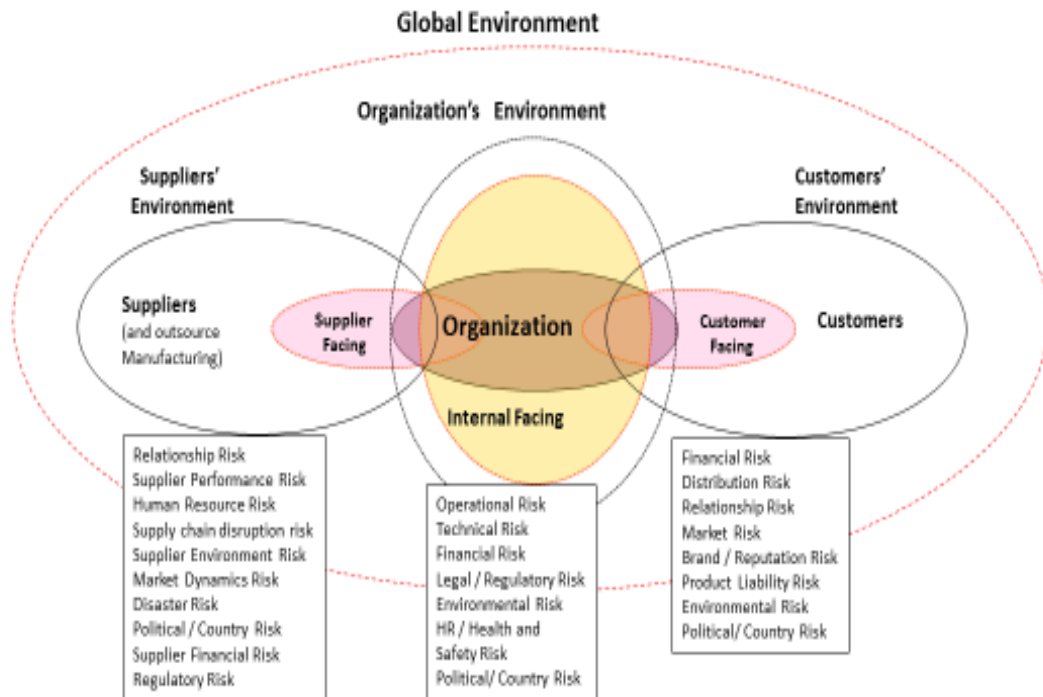 Global Environment
Organization's Environment
Suppliers'
Environment
Customers'
Environment
Suppliers
(and outsource
Manufacturing)
Supplier
Facing
Organization
Customer
Facing
Customers
Internal Facing
Relationship Risk
Supplier Performance Risk
Human Resource Risk
Supply chain disruption risk
Supplier Environment Risk
Market Dynamics Risk
Disaster Risk
Political / Country Risk
Supplier Financial Risk
Regulatory Risk
Operational Risk
Technical Risk
Financial Risk
Legal / Regulatory Risk
Environmental Risk
HR / Health and
Safety Risk
Political/ Country Risk
Financial Risk
Distribution Risk
Relationship Risk
Market Risk
Brand / Reputation Risk
Product Liability Risk
Environmental Risk
Political/ Country Risk